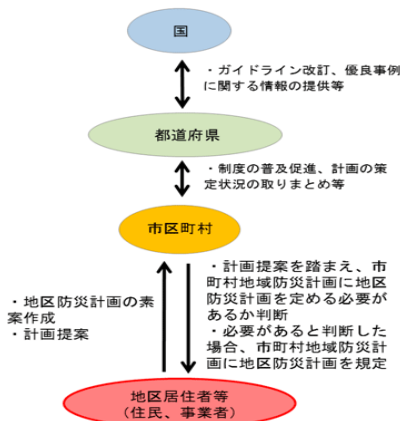 国
・ガイドライン改訂、優良事例
に関する情報の提供等
都道府県
・制度の普及促進、計画の策
定状況の取りまとめ等
市区町村
・地区防災計画の素
案作成
・計画提案
・計画提案を踏まえ、市
町村地域防災計画に地区
防災計画を定める必要が
あるか判断
・必要があると判断した
場合、市町村地域防災計
画に地区防災計画を規定
地区居住者等
(住民、事業者)